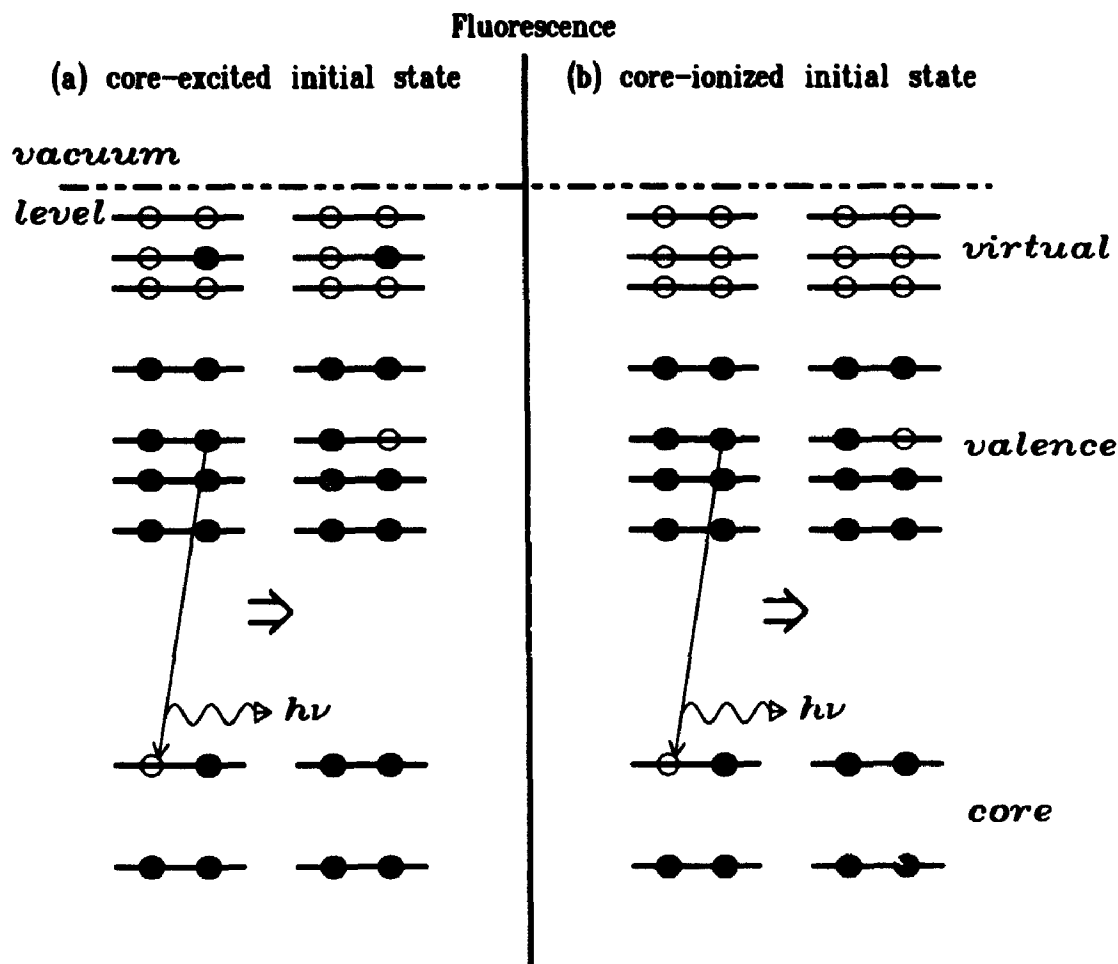 Fluorescence
(a) core-excited initial state
(b) core-ionized initial state
vacuum
level
virtual
valence
hν
hν
core